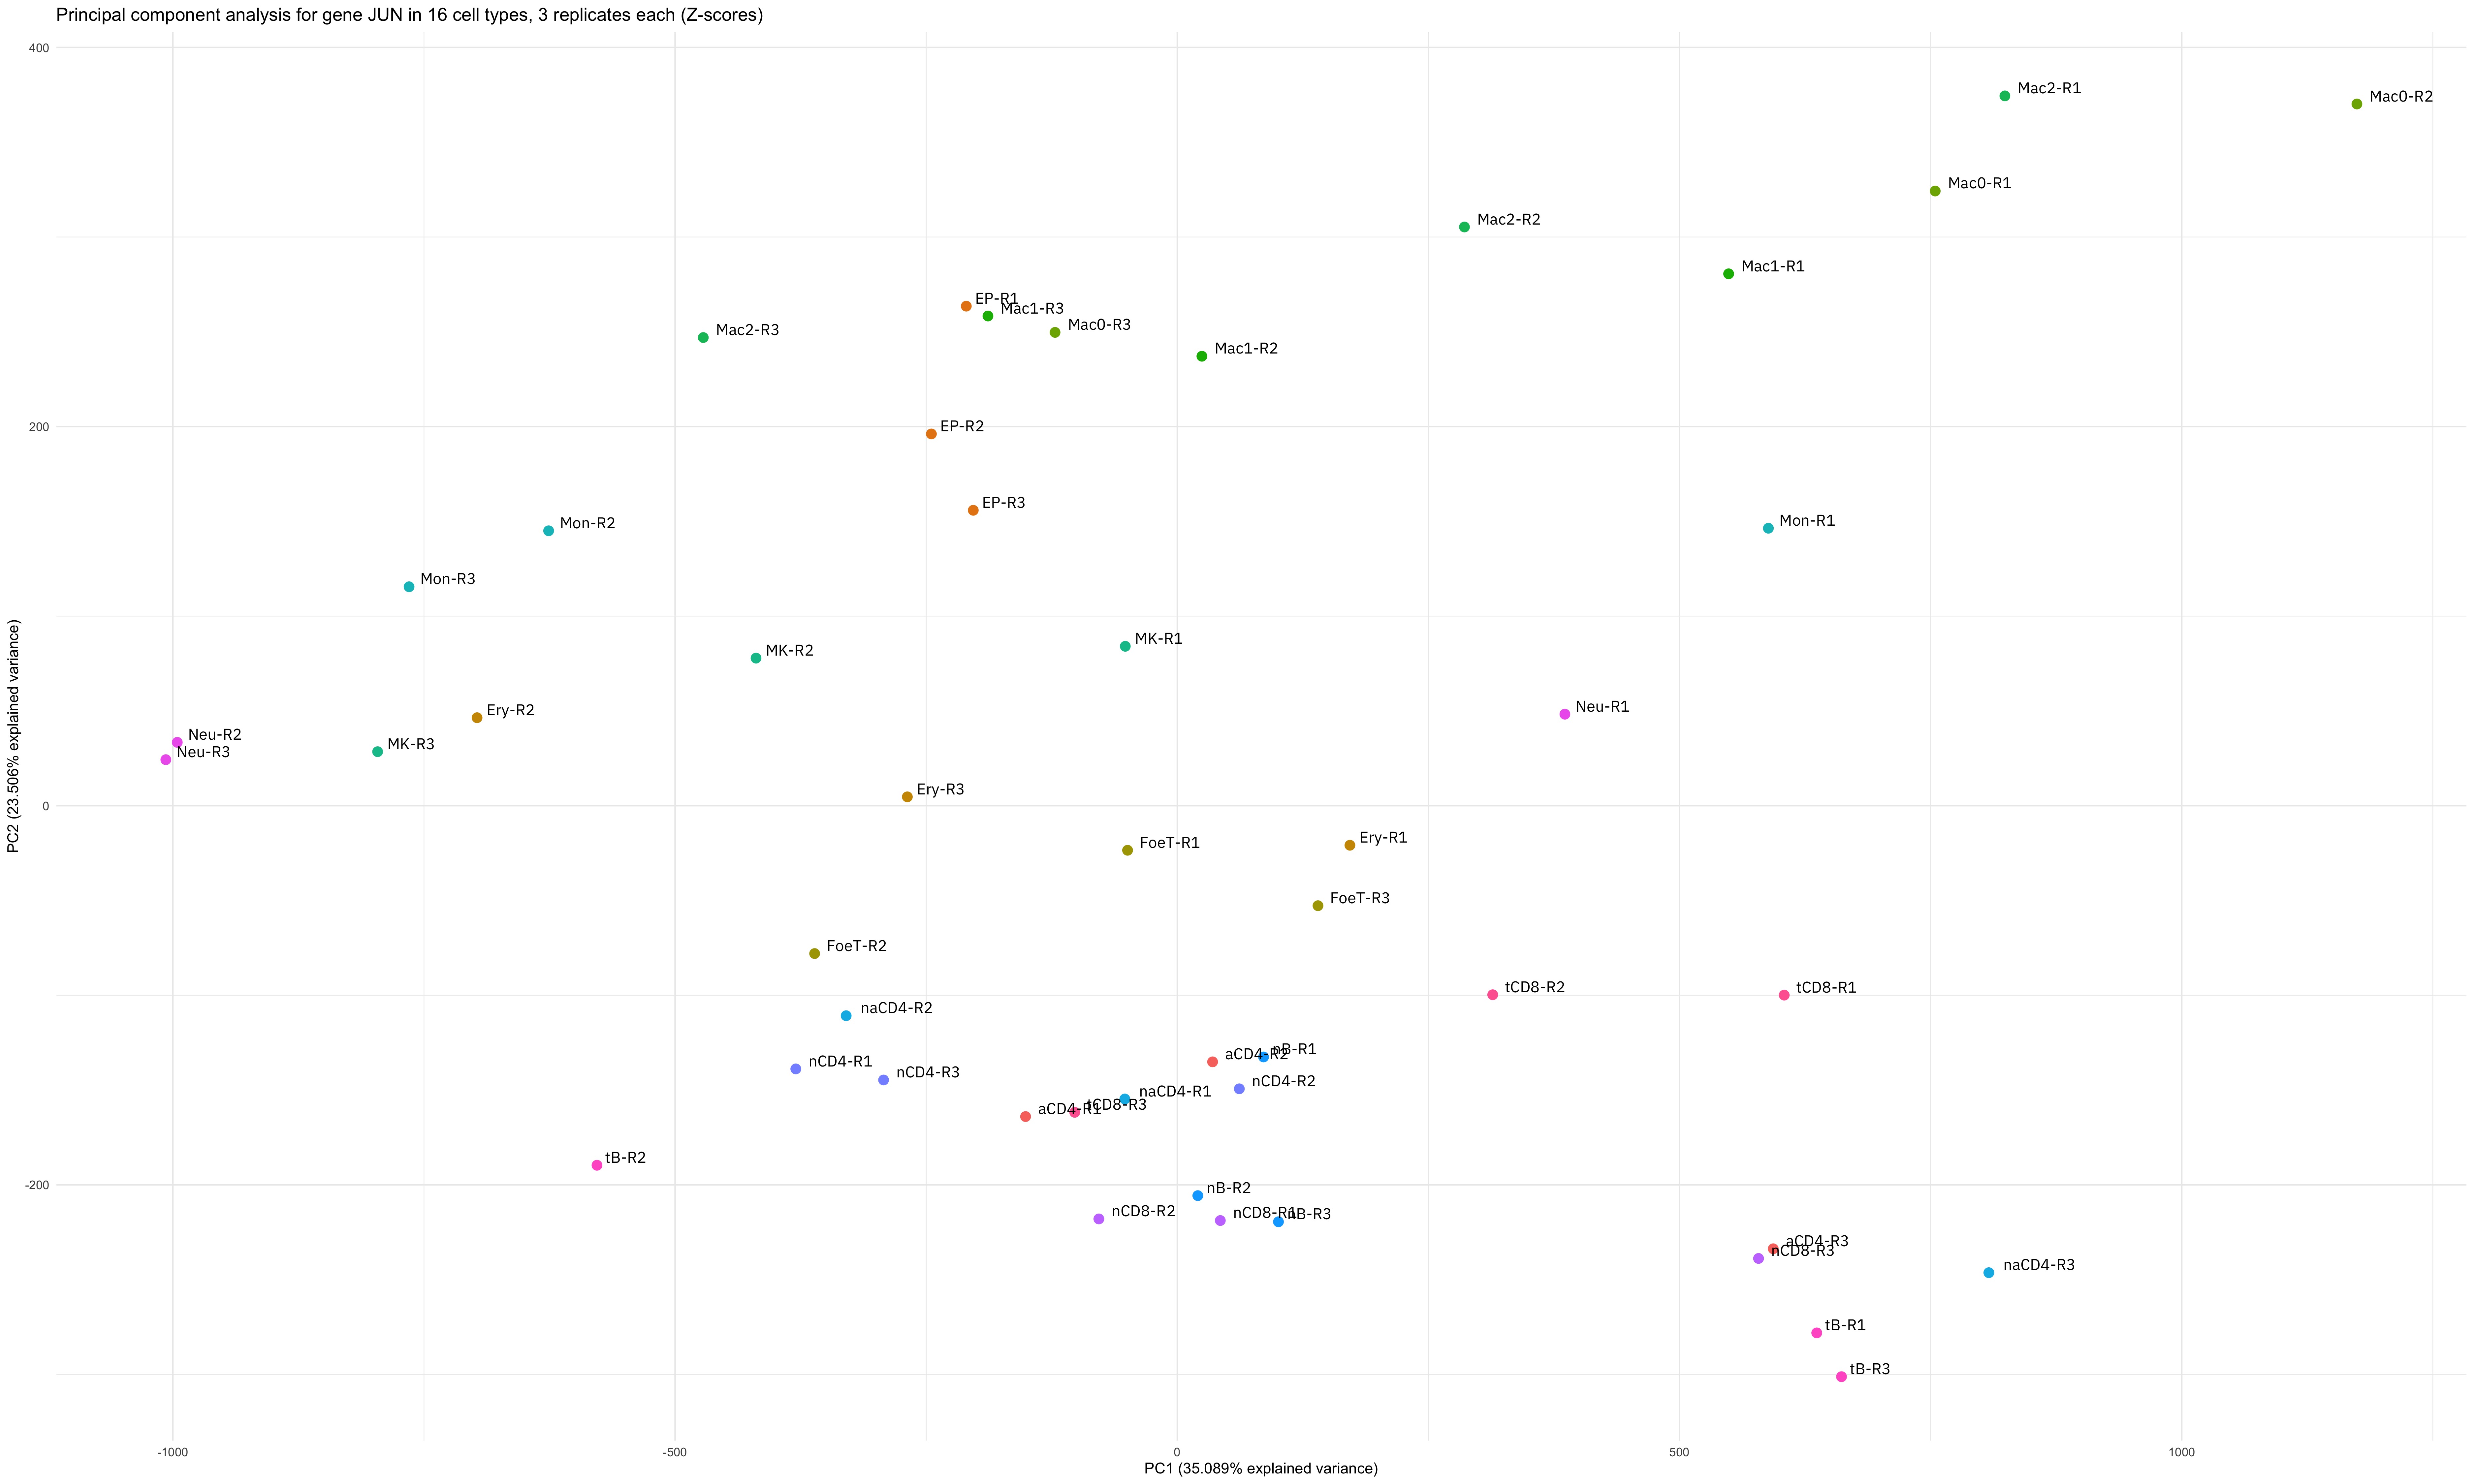 Principal component analysis for gene JUN in 16 cell types, 3 replicates each (Z-scores)
400
Mac2-R1
Mac0-R2
Mac0-R1
Mac2-R2
Mac1-R1
EP-R1
Mac1-R3
Mac0-R3
Mac2-R3
Mac1-R2
200
EP-R2
EP-R3
Mon-R2
Mon-R1
Mon-R3
MK-R1
MK-R2
Neu-R1
Ery-R2
Neu-R2
MK-R3
Neu-R3
Ery-R3
0
Ery-R1
FoeT-R1
FoeT-R3
FoeT-R2
tCD8-R2
tCD8-R1
naCD4-R2
nB-R1
aCD4-R2
nCD4-R1
nCD4-R3
nCD4-R2
naCD4-R1
tCD8-R3
aCD4-R1
tB-R2
-200
nB-R2
nCD8-R2
nCD8-R1
nB-R3
aCD4-R3
nCD8-R3
naCD4-R3
tB-R1
tB-R3
PC2 (23.506% explained variance)
-1000
-500
0
500
1000
PC1 (35.089% explained variance)